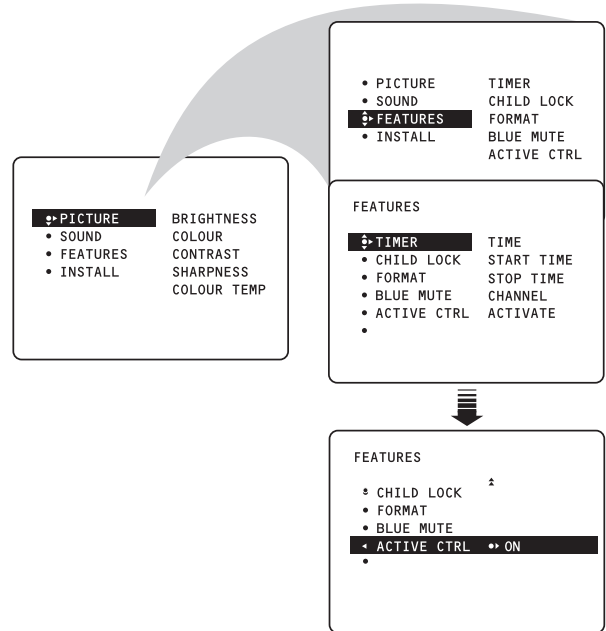 PICTURE TIMER
SOUND CHILD LOCK
FEATURES FORMAT
INSTALL BLUE MUTE
ACTIVE CTRL
PICTURE BRIGHTNESS
SOUND COLOUR
FEATURES CONTRAST
INSTALL SHARPNESS
COLOUR TEMP
FEATURES
TIMER TIME
CHILD LOCK START TIME
FORMAT STOP TIME
BLUE MUTE CHANNEL
ACTIVE CTRL ACTIVATE
FEATURES
CHILD LOCK
FORMAT
BLUE MUTE
ACTIVE CTRL ON